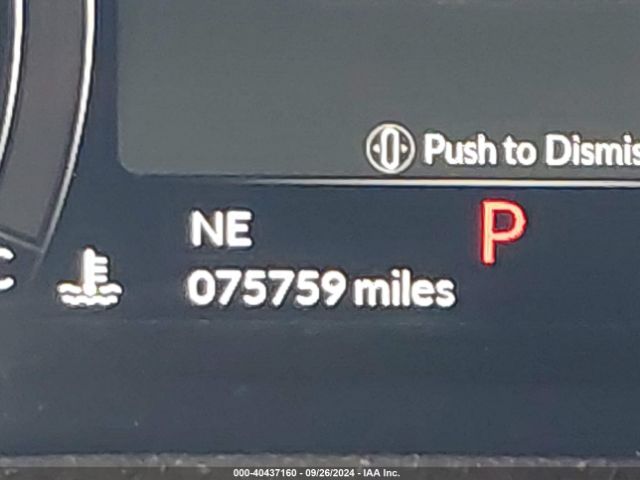 Push to Dismis
NE
P
075759 miles
C
000-40437160 - 09/26/2024 - IAA Inc.